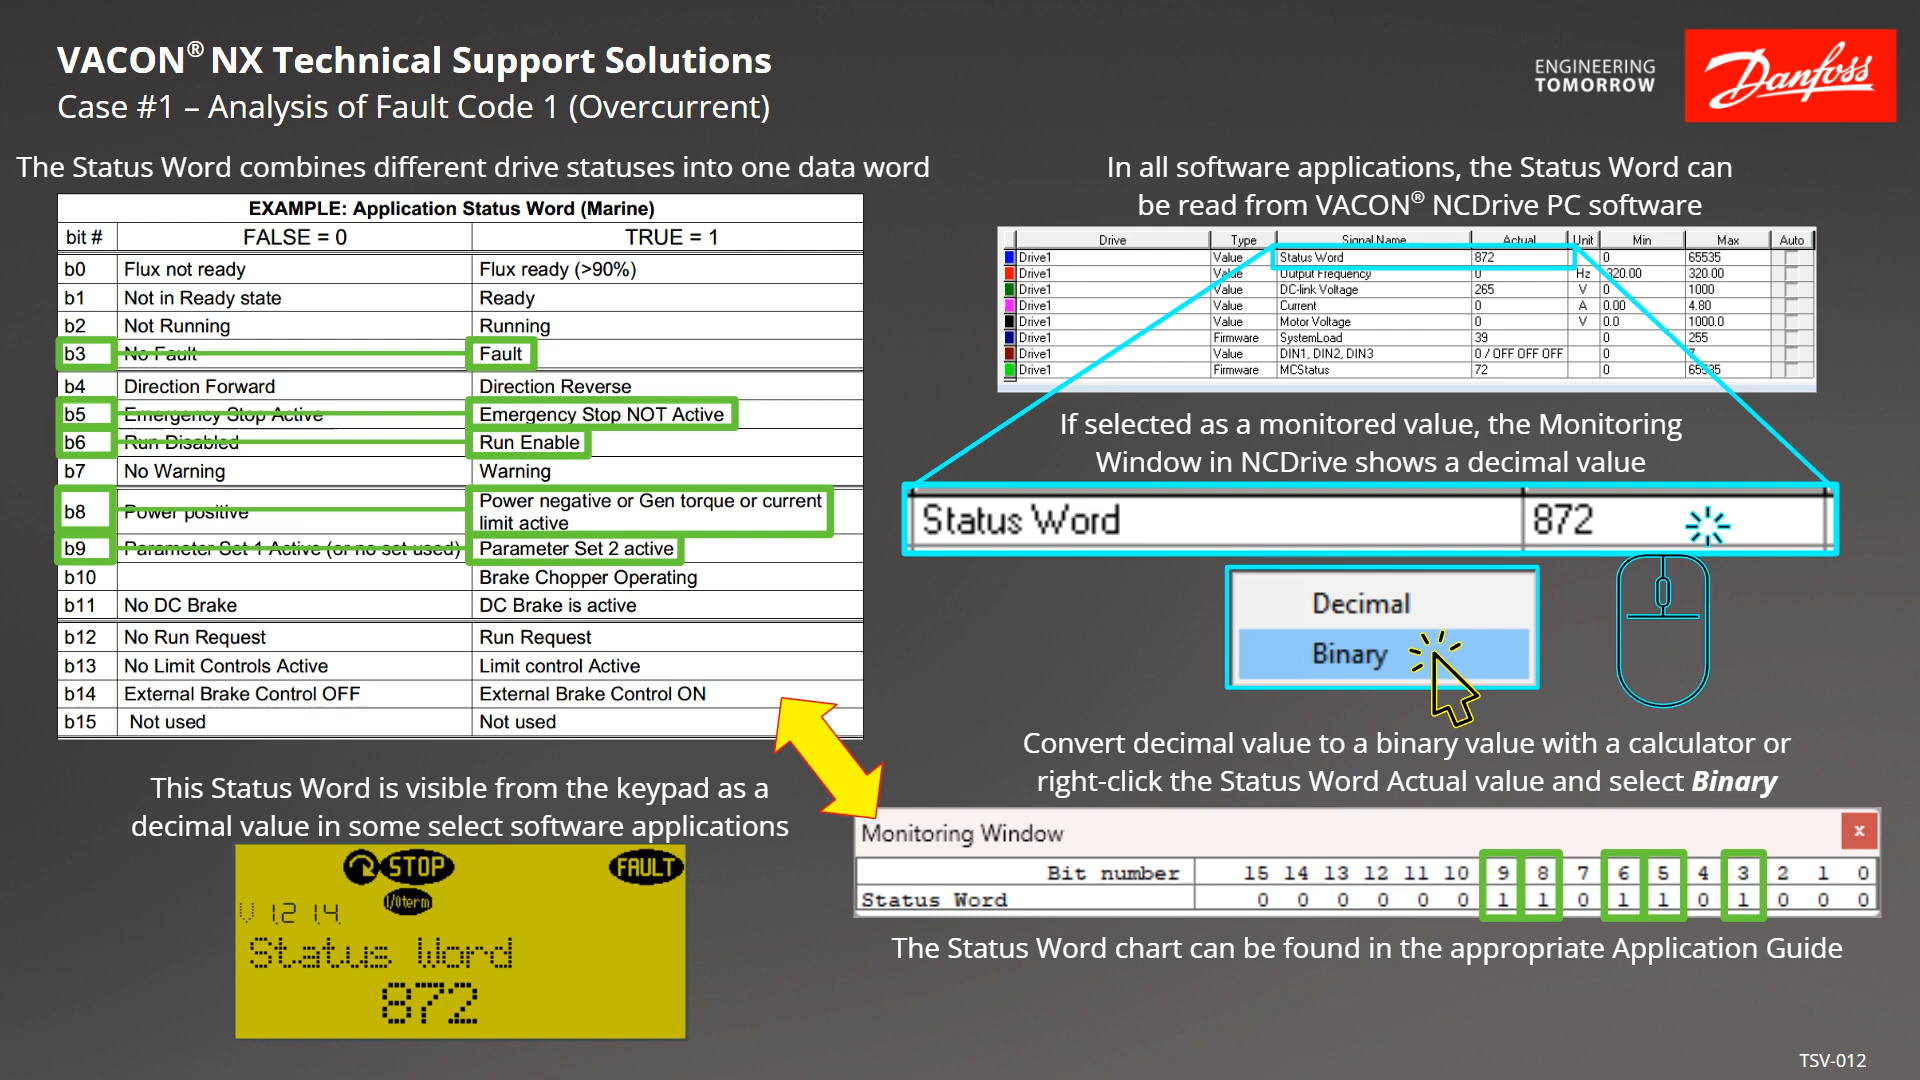 VACON® NX Technical Support Solutions
Case #1 – Analysis of Fault Code 1 (Overcurrent)
ENGINEERING
TOMORROW
Danfoss
The Status Word combines different drive statuses into one data word
EXAMPLE: Application Status Word (Marine)
bit # FALSE = 0 TRUE = 1
b0 Flux not ready Flux ready (>90%)
b1 Not in Ready state Ready
b2 Not Running Running
b3 No Fault Fault
b4 Direction Forward Direction Reverse
b5 Emergency Stop Active Emergency Stop NOT Active
b6 Run Disabled Run Enable
b7 No Warning Warning
b8 Power positive Power negative or Gen torque or current
limit active
b9 Parameter Set 1 Active (or no set used) Parameter Set 2 active
b10 Brake Chopper Operating
b11 No DC Brake DC Brake is active
b12 No Run Request Run Request
b13 No Limit Controls Active Limit control Active
b14 External Brake Control OFF External Brake Control ON
b15 Not used Not used
This Status Word is visible from the keypad as a
decimal value in some select software applications
STOP FAULT
I/Oterm
V1.2.14
Status Word
872
In all software applications, the Status Word can
be read from VACON® NCDrive PC software
Drive Type Signal Name Actual Unit Min Max Auto
Drive1 Value Status Word 872 0 65535
Drive1 Value Output Frequency 0 Hz -320.00 320.00
Drive1 Value DC-link Voltage 265 V 0 1000
Drive1 Value Current 0 A 0.00 4.80
Drive1 Value Motor Voltage 0 V 0.0 1000.0
Drive1 Firmware SystemLoad 39 0 255
Drive1 Value DIN1, DIN2, DIN3 0 / OFF OFF OFF 0 7
Drive1 Firmware MCStatus 72 0 65535
If selected as a monitored value, the Monitoring
Window in NCDrive shows a decimal value
Status Word 872
Decimal
Binary
Convert decimal value to a binary value with a calculator or
right-click the Status Word Actual value and select Binary
Monitoring Window x
Bit number 15 14 13 12 11 10 9 8 7 6 5 4 3 2 1 0
Status Word 0 0 0 0 0 0 1 1 0 1 1 0 1 0 0 0
The Status Word chart can be found in the appropriate Application Guide
TSV-012